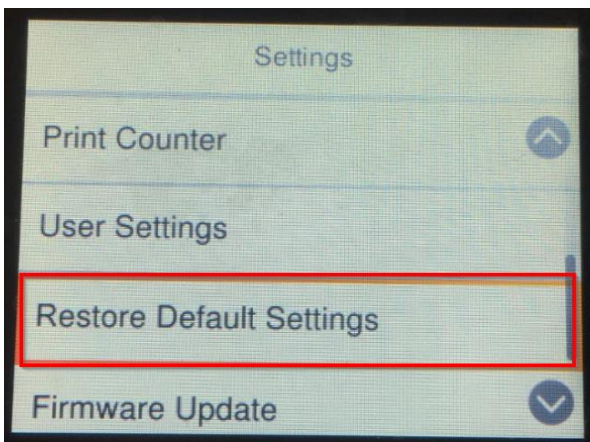 Settings
Print Counter
User Settings
Restore Default Settings
Firmware Update